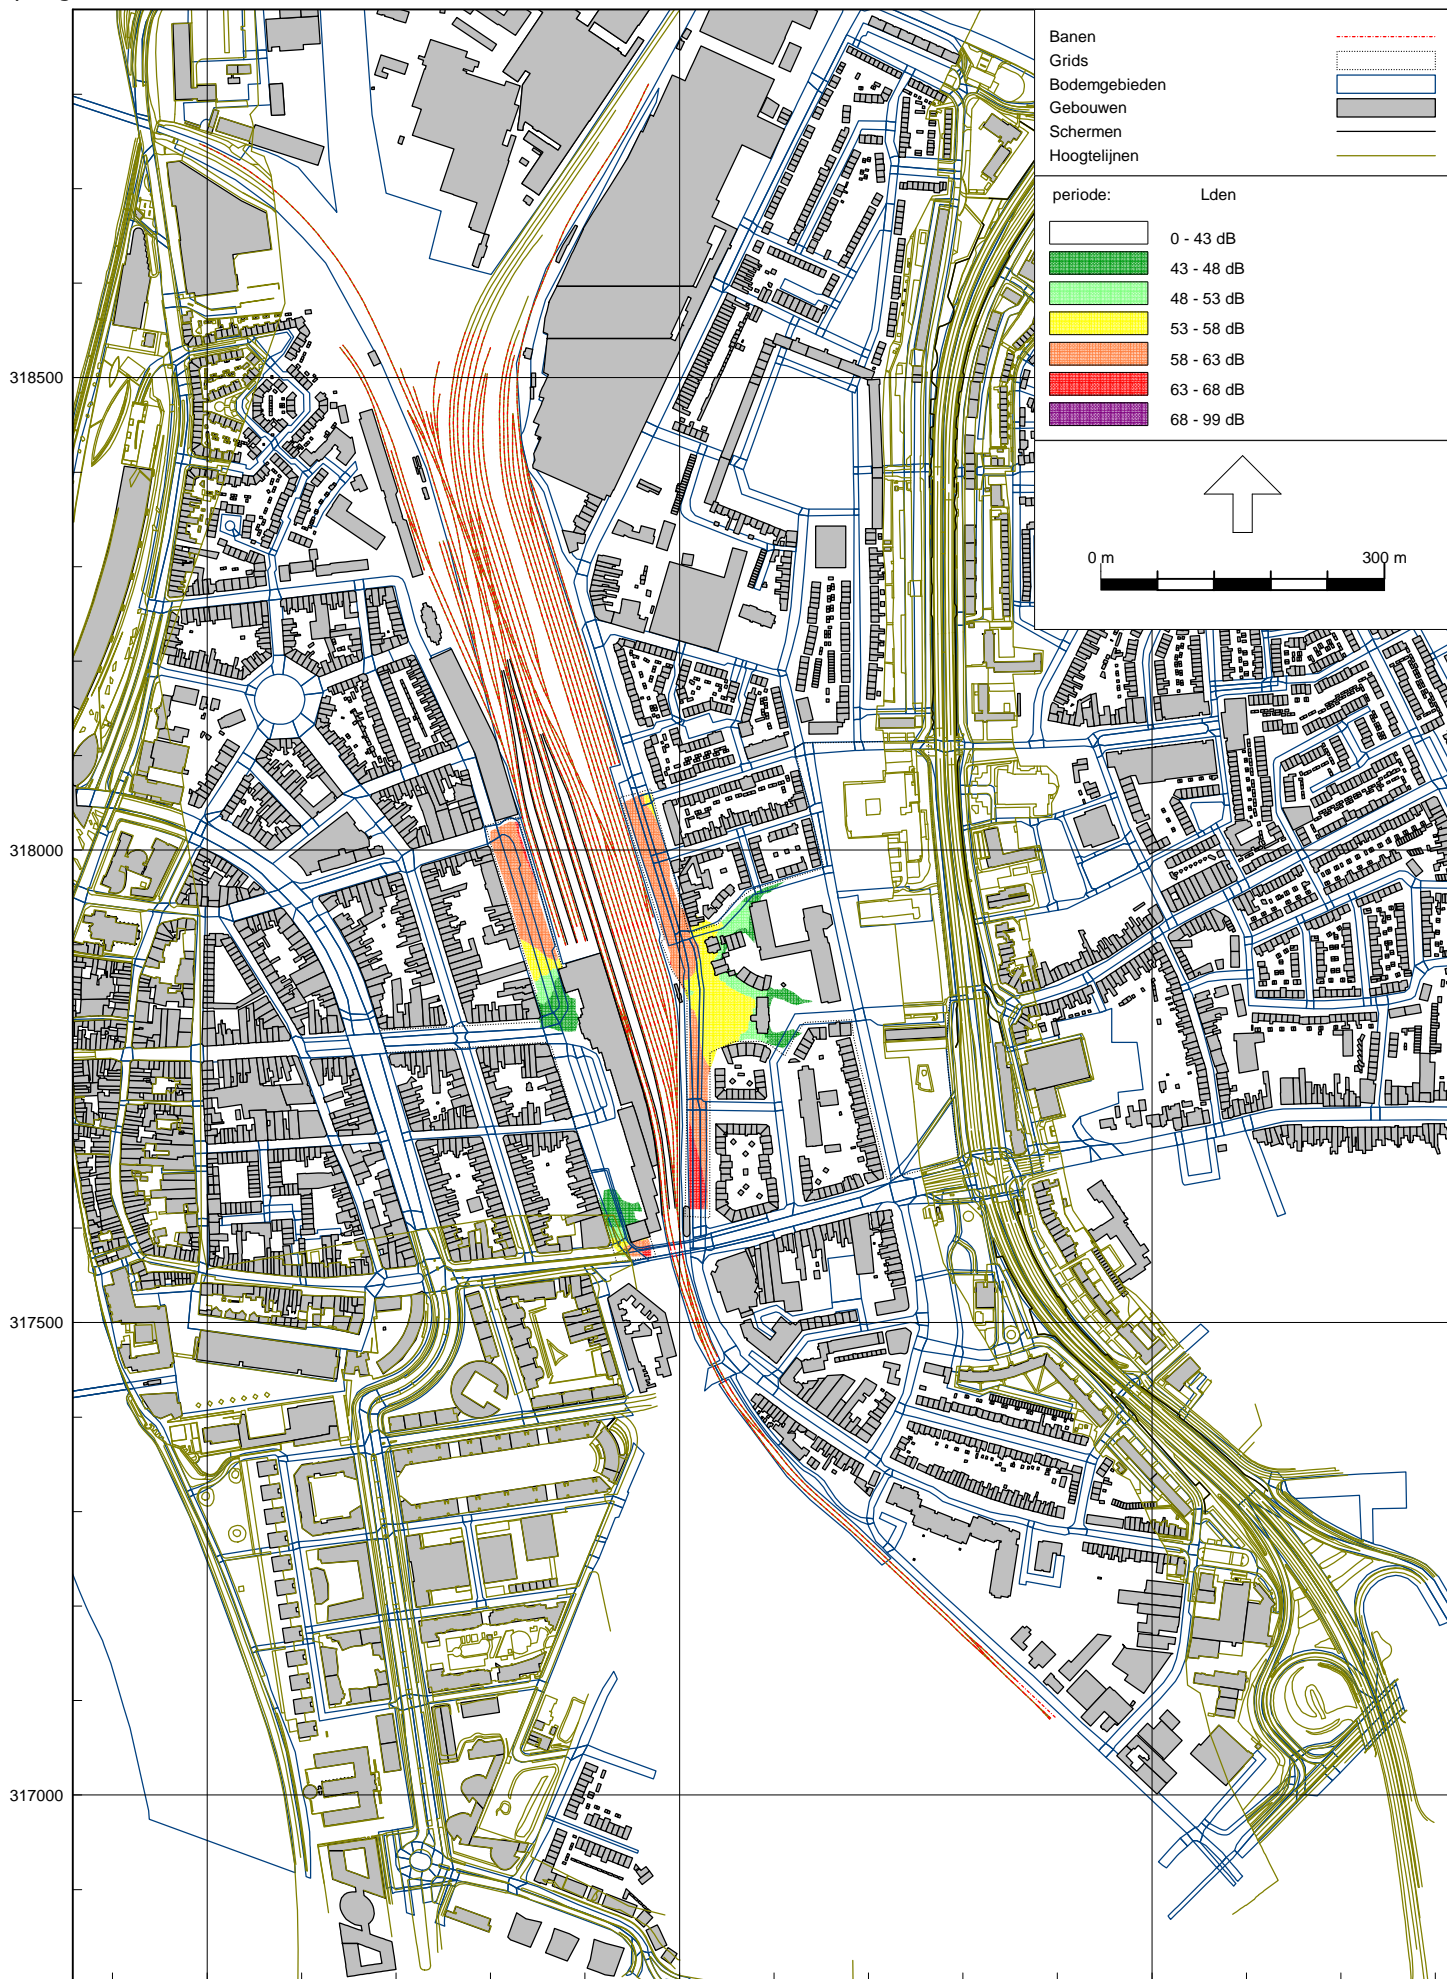 Banen
Grids
Bodemgebieden
Gebouwen
Schermen
Hoogtelijnen
periode: Lden
0 - 43 dB
43 - 48 dB
48 - 53 dB
53 - 58 dB
58 - 63 dB
63 - 68 dB
68 - 99 dB
0 m 300 m
318500
318000
317500
317000